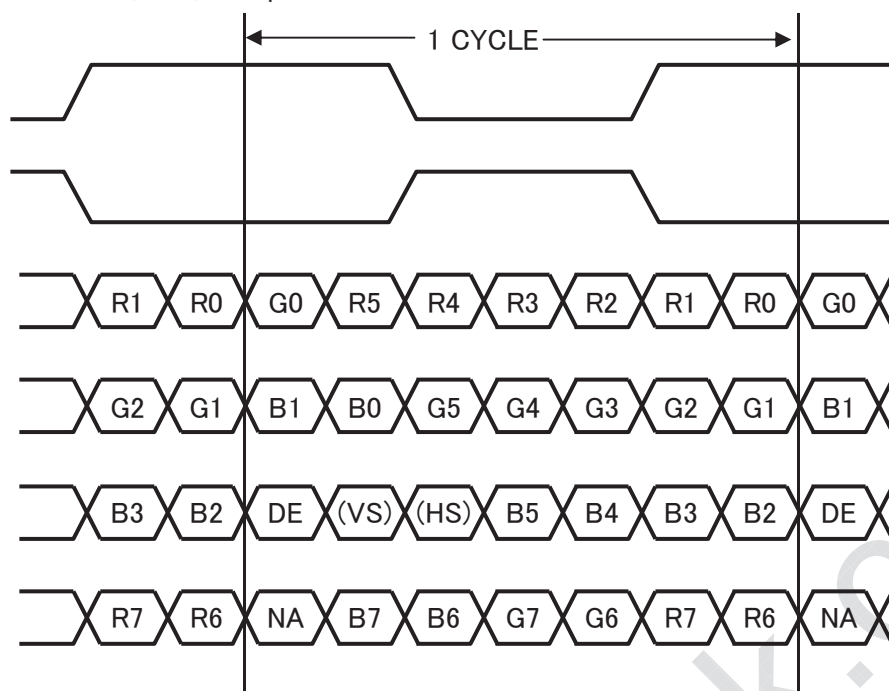 1 CYCLE
R1 R0 G0 R5 R4 R3 R2 R1 R0 G0
G2 G1 B1 B0 G5 G4 G3 G2 G1 B1
B3 B2 DE (VS) (HS) B5 B4 B3 B2 DE
R7 R6 NA B7 B6 G7 G6 R7 R6 NA